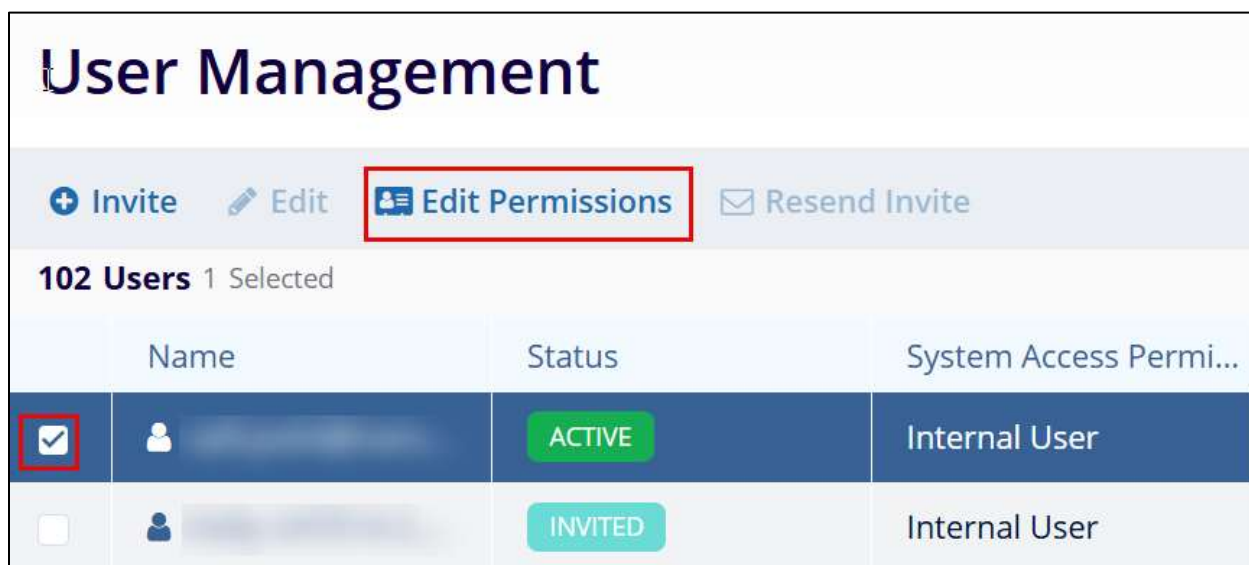 User Management
Invite Edit Edit Permissions Resend Invite
102 Users 1 Selected
Name Status System Access Permi...
ACTIVE Internal User
INVITED Internal User